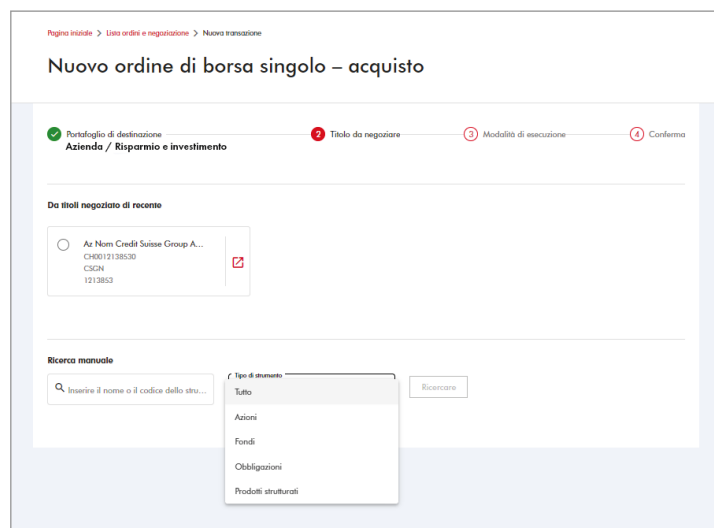 Pagina iniziale > Lista ordini e negoziazione > Nuova transazione
Nuovo ordine di borsa singolo – acquisto
Portafoglio di destinazione
Azienda / Risparmio e investimento
2 Titolo da negoziare
3 Modalità di esecuzione
4 Conferma
Da titoli negoziato di recente
Az Nom Credit Suisse Group A...
CH0012138530
CSGN
1213853
Ricerca manuale
Tipo di strumento
Inserire il nome o il codice dello stru...
Tutto
Ricercare
Azioni
Fondi
Obbligazioni
Prodotti strutturati